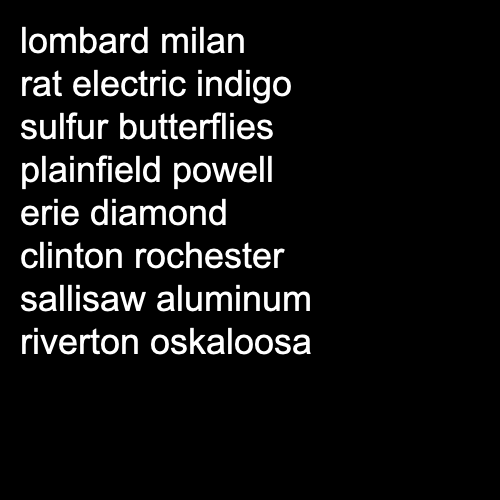 lombard milan
rat electric indigo
sulfur butterflies
plainfield powell
erie diamond
clinton rochester
sallisaw aluminum
riverton oskaloosa